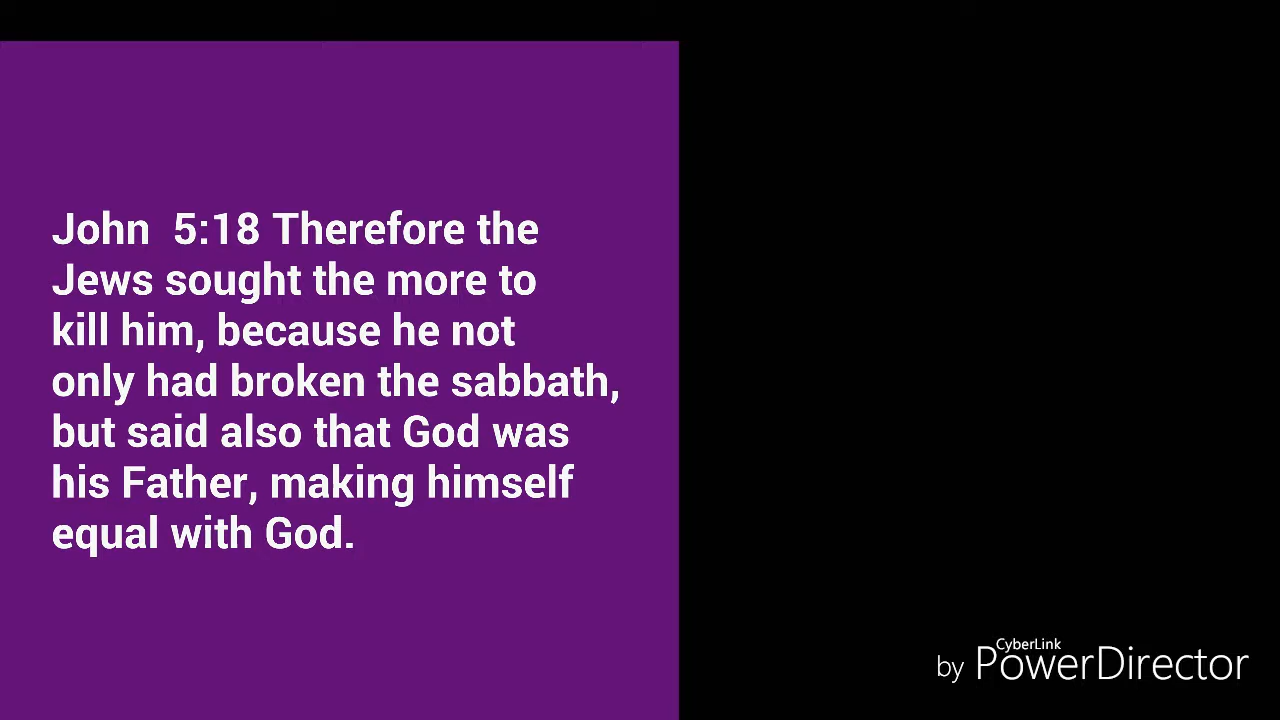 John  5:18 Therefore the
Jews sought the more to
kill him, because he not
only had broken the sabbath,
but said also that God was
his Father, making himself
equal with God.
CyberLink
by PowerDirector